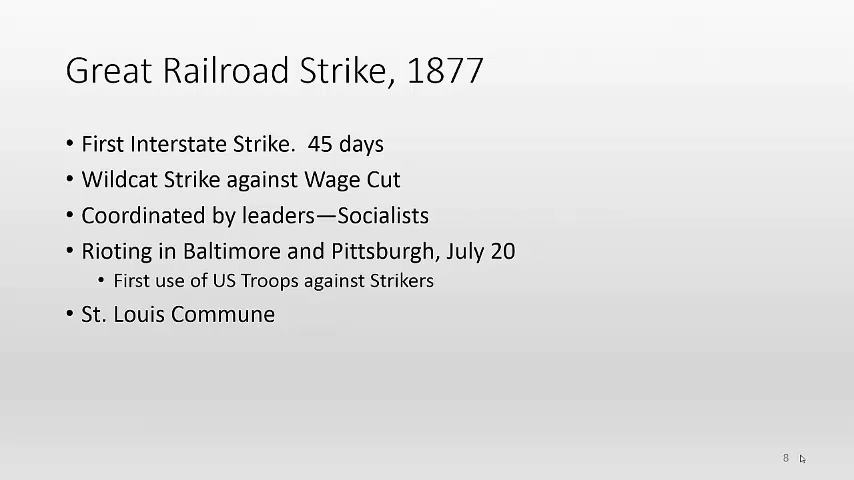 Great Railroad Strike, 1877
• First Interstate Strike.  45 days
• Wildcat Strike against Wage Cut
• Coordinated by leaders—Socialists
• Rioting in Baltimore and Pittsburgh, July 20
• First use of US Troops against Strikers
• St. Louis Commune
8